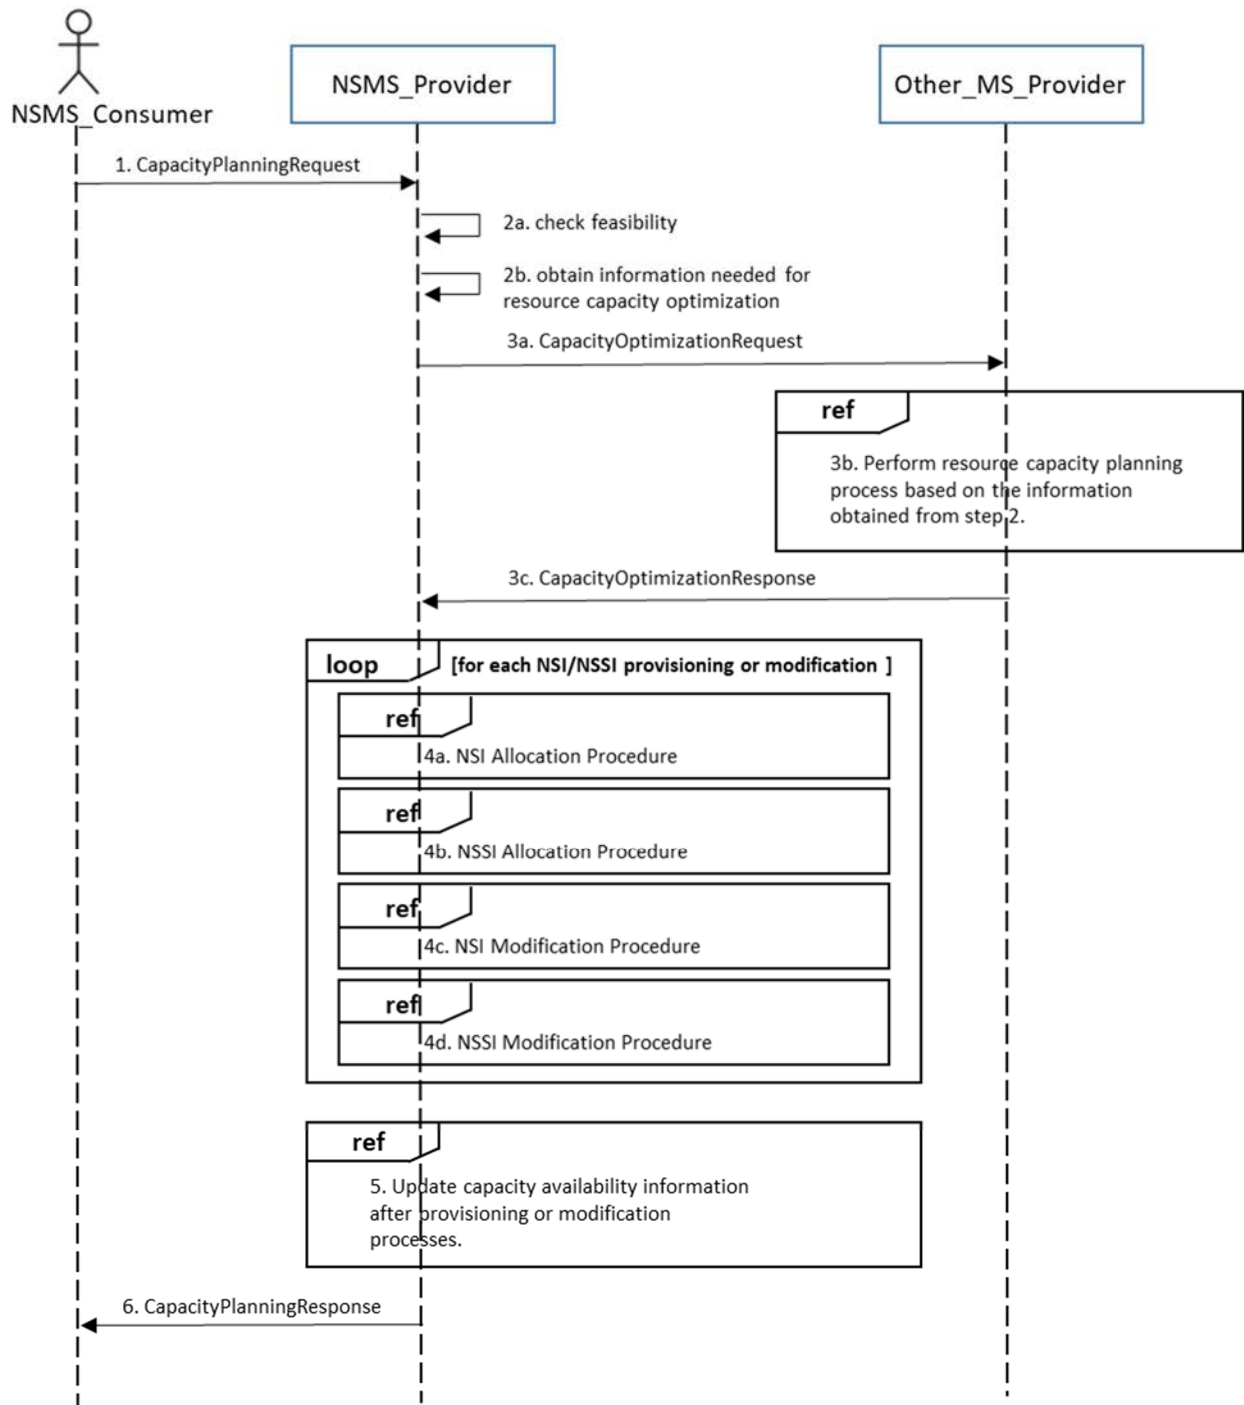 NSMS_Consumer
NSMS_Provider
Other_MS_Provider
1. CapacityPlanningRequest
2a. check feasibility
2b. obtain information needed for
resource capacity optimization
3a. CapacityOptimizationRequest
ref
3b. Perform resource capacity planning
process based on the information
obtained from step 2.
3c. CapacityOptimizationResponse
loop
[for each NSI/NSSI provisioning or modification ]
ref
4a. NSI Allocation Procedure
ref
4b. NSSI Allocation Procedure
ref
4c. NSI Modification Procedure
ref
4d. NSSI Modification Procedure
ref
5. Update capacity availability information
after provisioning or modification
processes.
6. CapacityPlanningResponse